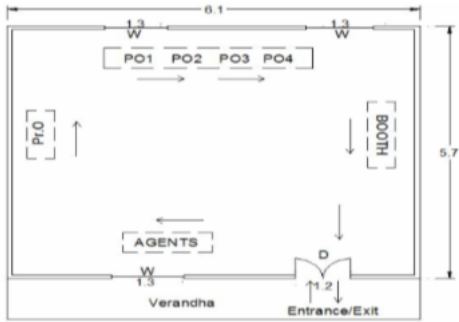 6.1
1.3 1.3
W W
PO1 PO2 PO3 PO4
Pr.O
BOOTH
5.7
AGENTS
W
1.3
D
1.2
Verandha
Entrance/Exit